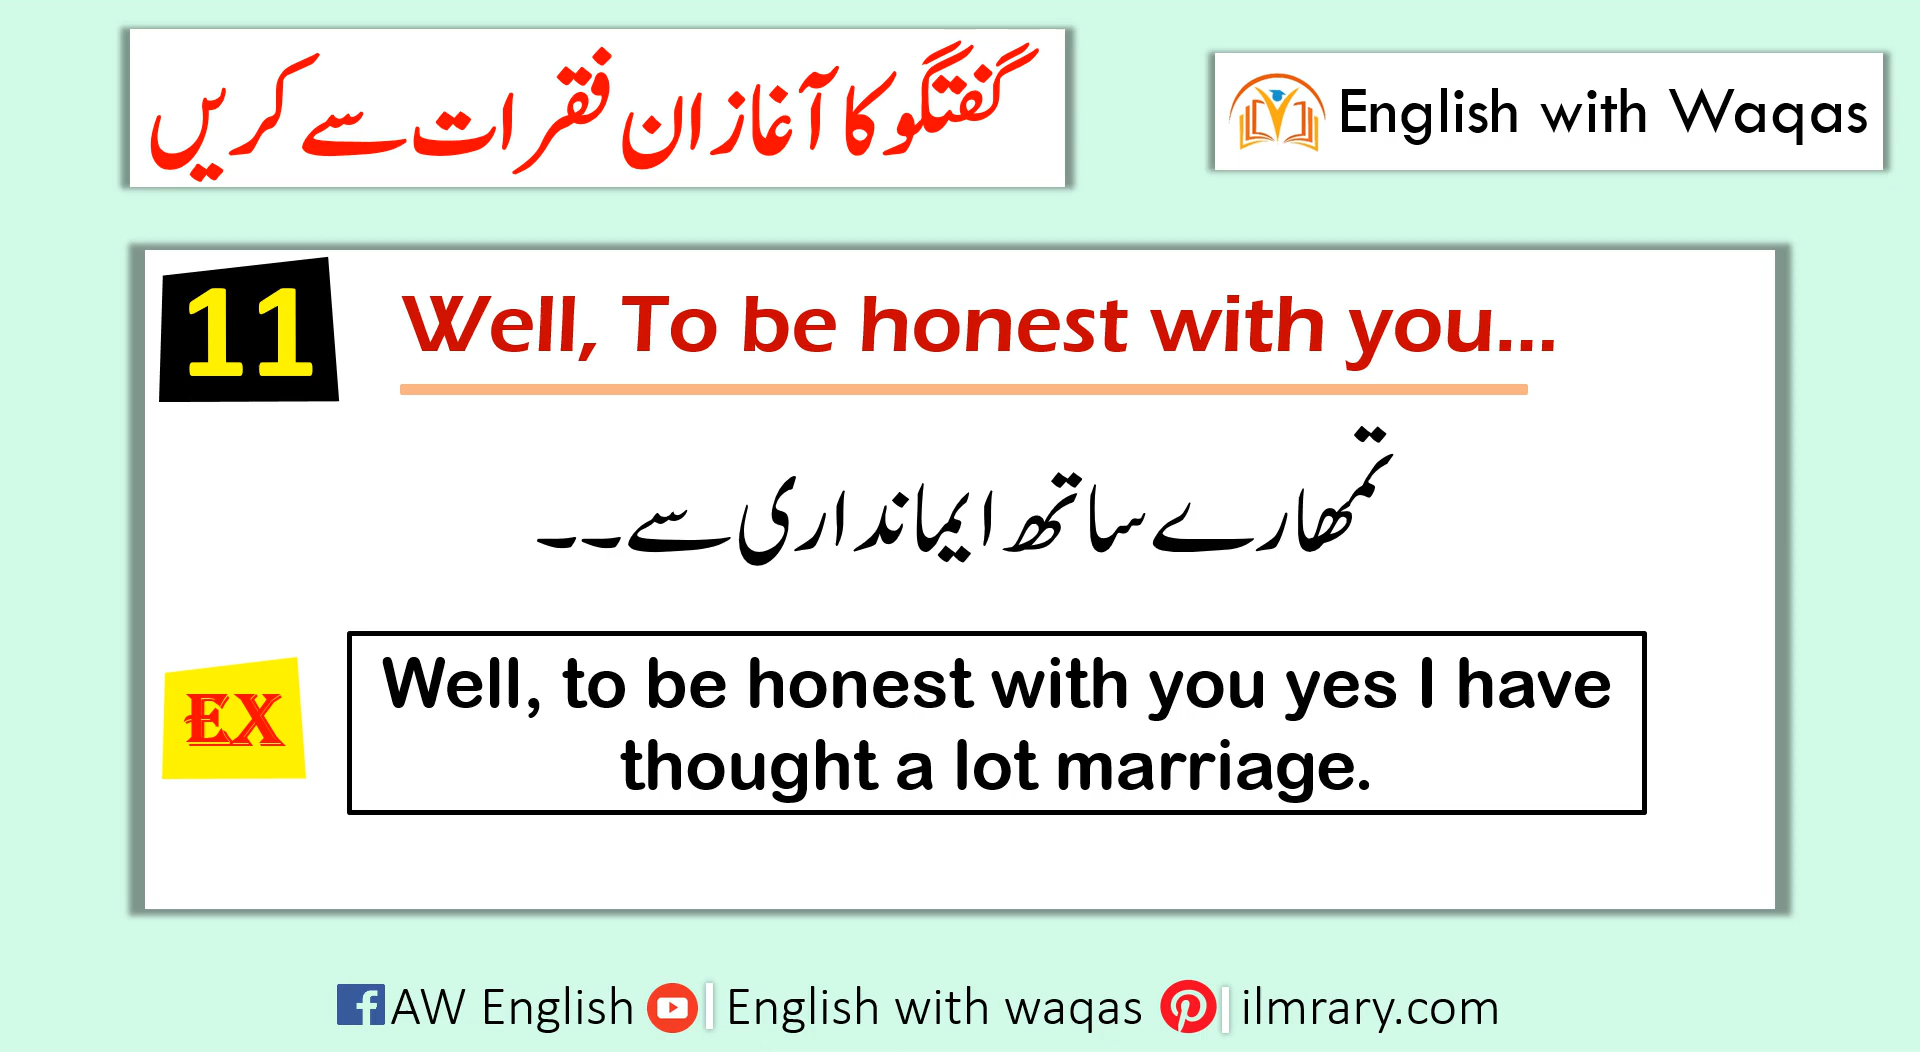 گفتگو کا آغاز ان فقرات سے کریں
English with Waqas
11
Well, To be honest with you...
تمھارے ساتھ ایمانداری سے۔۔
EX
Well, to be honest with you yes I have
thought a lot marriage.
AW English | English with waqas | ilmrary.com